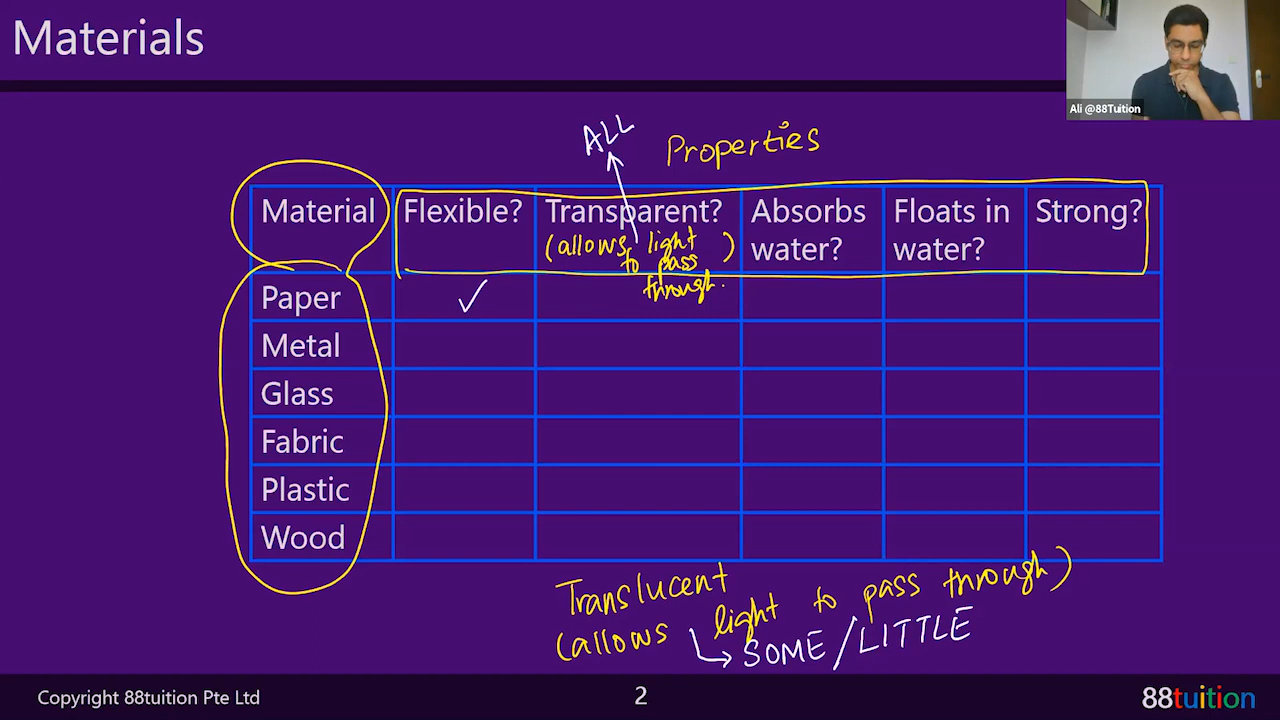 Materials
Ali @88Tuition
ALL
Properties
Material
Flexible?
Transparent?
(allows light
to pass
through.
)
Absorbs
water?
Floats in
water?
Strong?
Paper
✓
Metal
Glass
Fabric
Plastic
Wood
Translucent
(allows light to pass through)
SOME/LITTLE
Copyright 88tuition Pte Ltd
2
88tuition